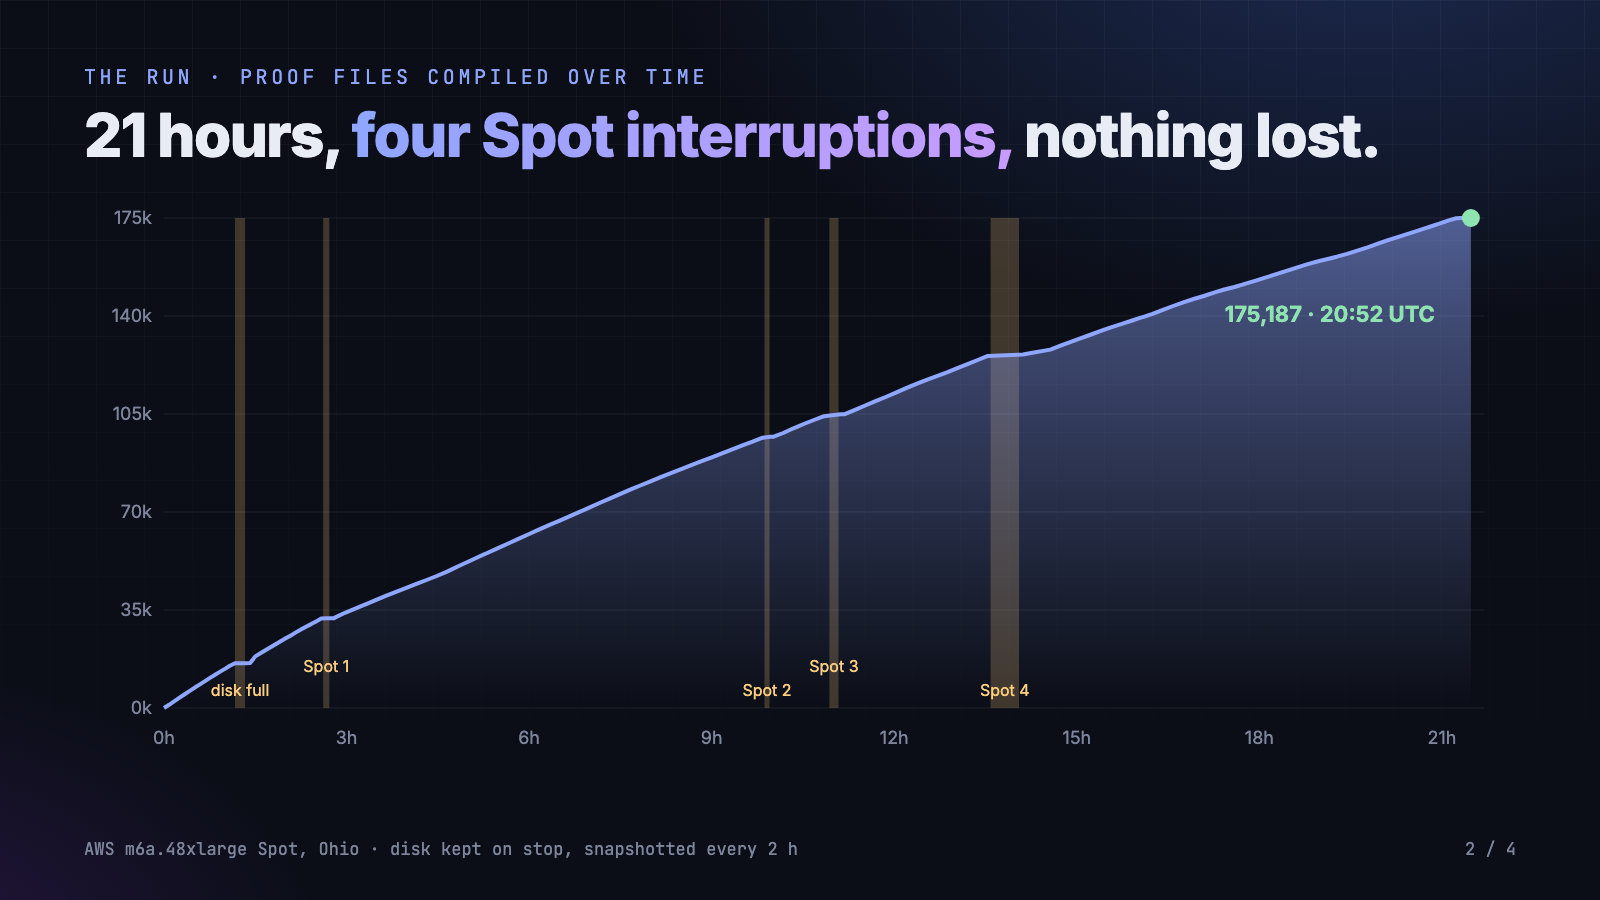 THE RUN · PROOF FILES COMPILED OVER TIME
21 hours, four Spot interruptions, nothing lost.
175k
140k
105k
70k
35k
0k
175,187 · 20:52 UTC
Spot 1
Spot 3
disk full
Spot 2
Spot 4
0h 3h 6h 9h 12h 15h 18h 21h
AWS m6a.48xlarge Spot, Ohio · disk kept on stop, snapshotted every 2 h
2 / 4